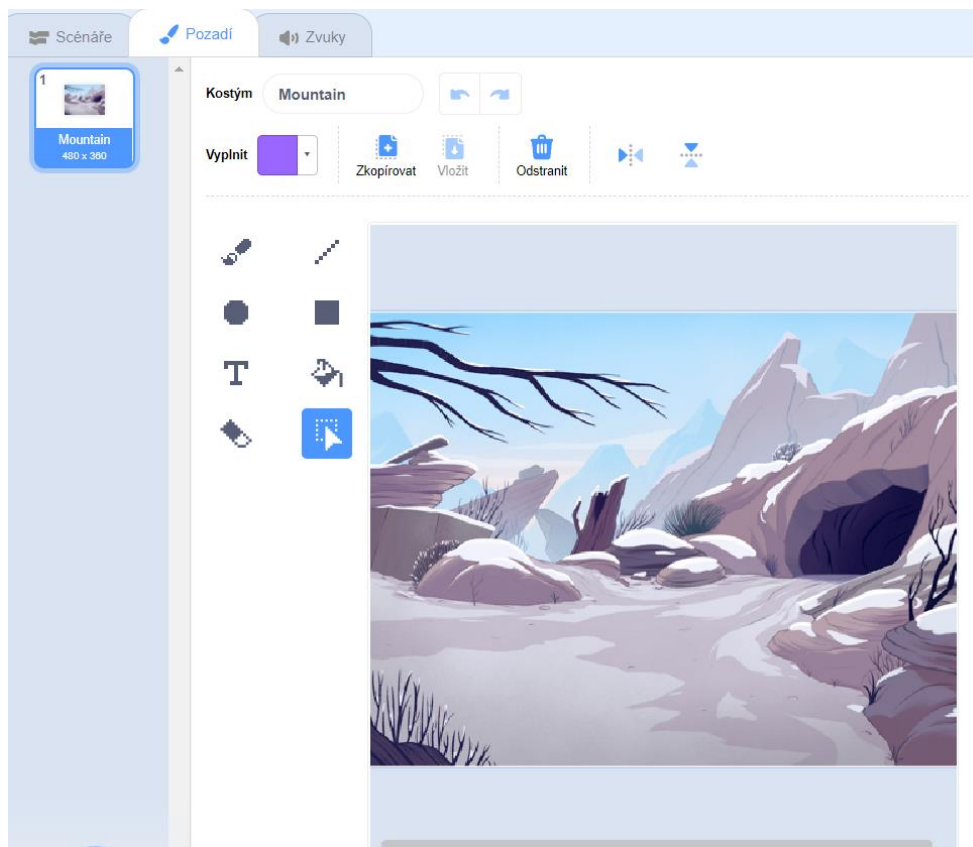 Scénáře
Pozadí
Zvuky
1
Mountain
480 x 360
Kostým
Mountain
Vyplnit
Zkopírovat
Vložit
Odstranit
T